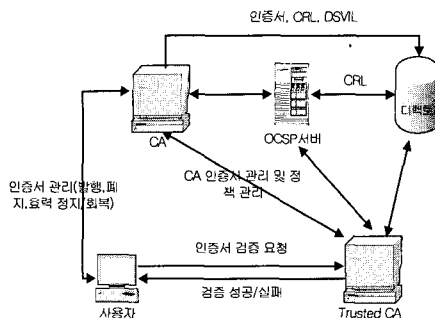 인증서, CRL, DSVIL
CRL
디렉토리
CA
OCSP서버
CA 인증서 관리 및 정
책 관리
인증서 관리(발행,폐
지,효력 정지/회복)
인증서 검증 요청
검증 성공/실패
사용자
Trusted CA